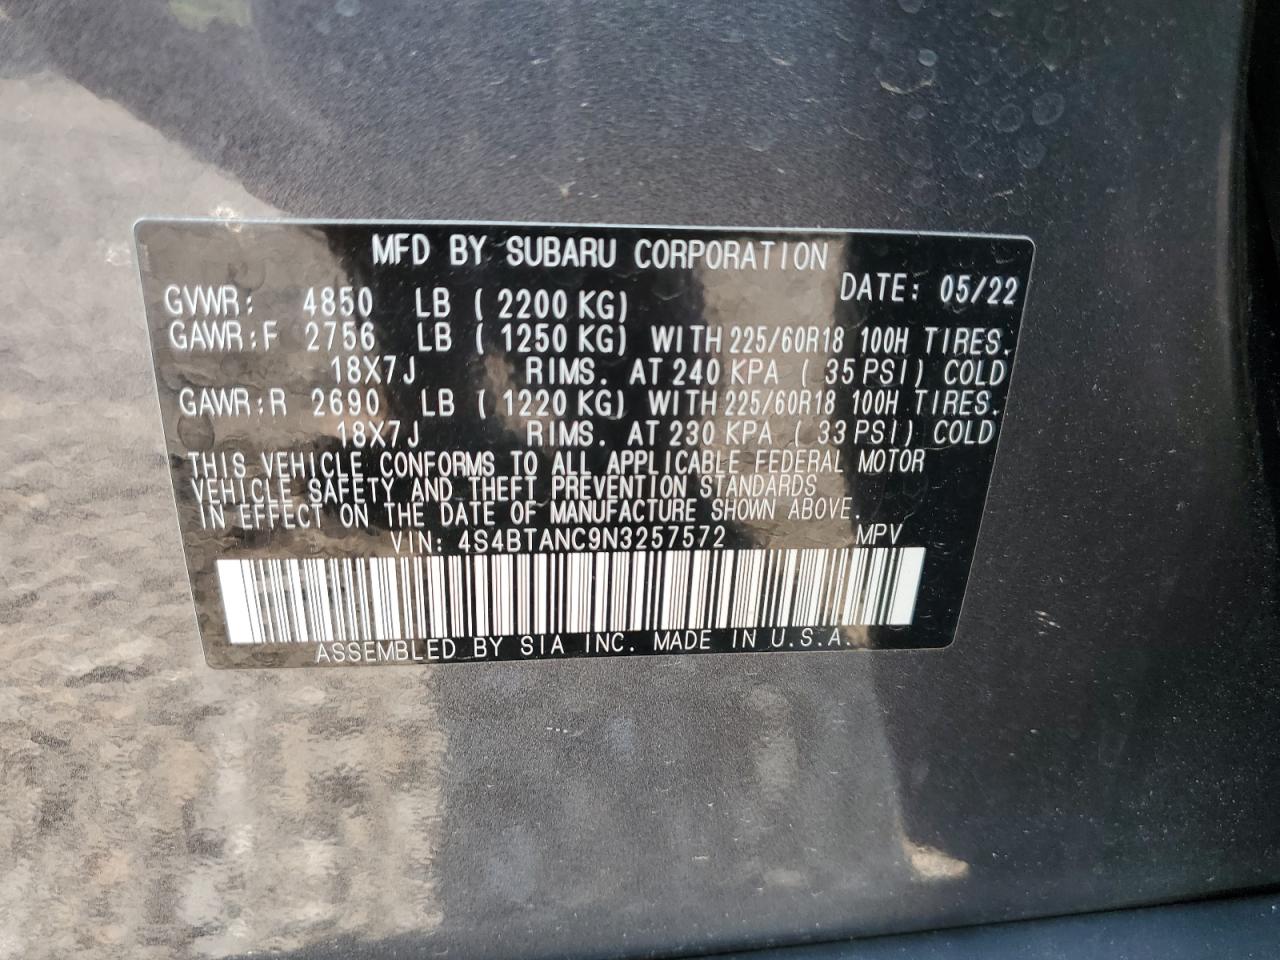 MFD BY SUBARU CORPORATION
DATE: 05/22
GVWR: 4850 LB ( 2200 KG)
GAWR:F 2756 LB ( 1250 KG) WITH 225/60R18 100H TIRES.
18X7J RIMS. AT 240 KPA ( 35 PSI) COLD
GAWR:R 2690 LB ( 1220 KG) WITH 225/60R18 100H TIRES.
18X7J RIMS. AT 230 KPA ( 33 PSI) COLD
THIS VEHICLE CONFORMS TO ALL APPLICABLE FEDERAL MOTOR
VEHICLE SAFETY AND THEFT PREVENTION STANDARDS
IN EFFECT ON THE DATE OF MANUFACTURE SHOWN ABOVE.
VIN: 4S4BTANC9N3257572 MPV
ASSEMBLED BY SIA INC. MADE IN U.S.A.